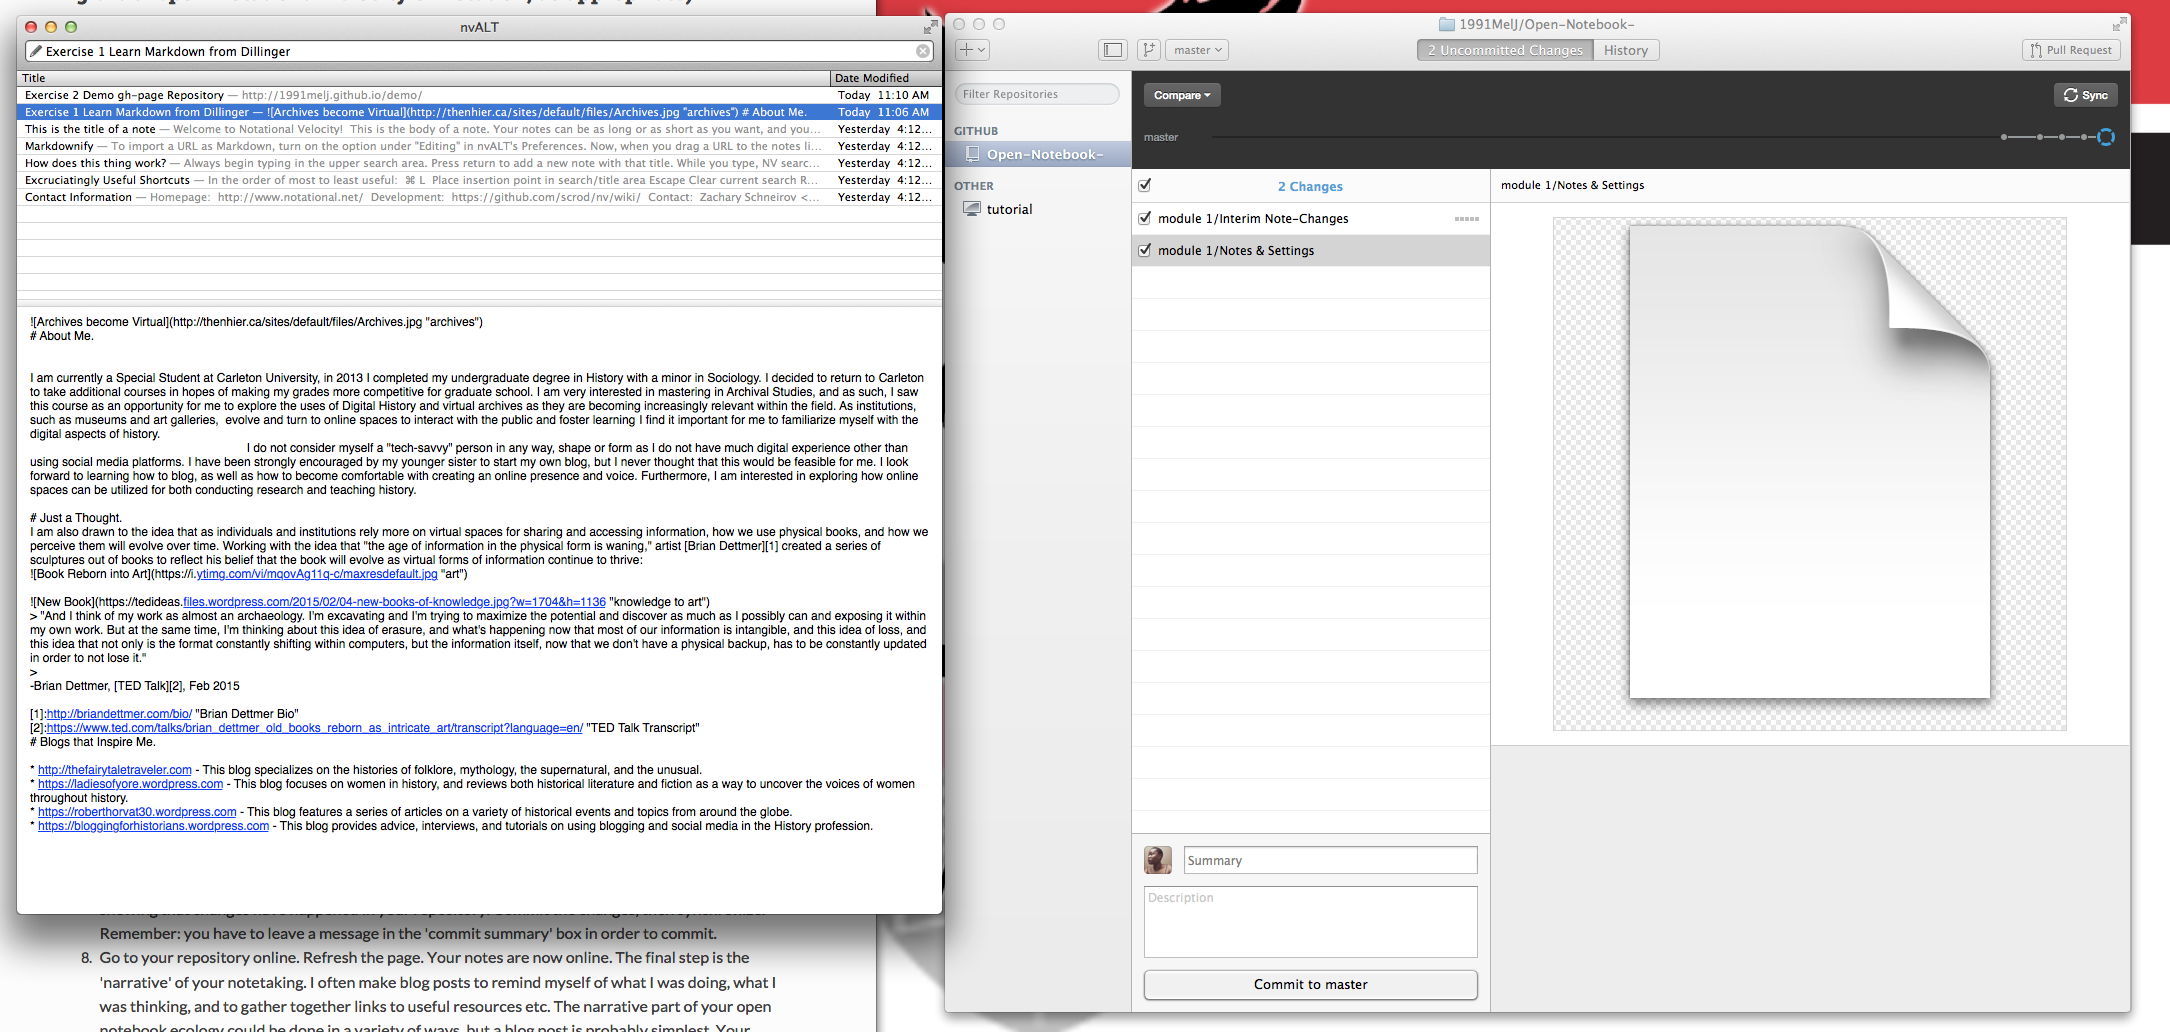 nvALT
Exercise 1 Learn Markdown from Dillinger
Title Date Modified
Exercise 2 Demo gh-page Repository — http://1991melj.github.io/demo/ Today 11:10 AM
Exercise 1 Learn Markdown from Dillinger — ![Archives become Virtual](http://thenhier.ca/sites/default/files/Archives.jpg "archives") # About Me. Today 11:06 AM
This is the title of a note — Welcome to Notational Velocity! This is the body of a note. Your notes can be as long or as short as you want, and you... Yesterday 4:12...
Markdownify — To import a URL as Markdown, turn on the option under "Editing" in nvALT's Preferences. Now, when you drag a URL to the notes li... Yesterday 4:12...
How does this thing work? — Always begin typing in the upper search area. Press return to add a new note with that title. While you type, NV searc... Yesterday 4:12...
Excruciatingly Useful Shortcuts — In the order of most to least useful: ⌘ L Place insertion point in search/title area Escape Clear current search R... Yesterday 4:12...
Contact Information — Homepage: http://www.notational.net/ Development: https://github.com/scrod/nv/wiki/ Contact: Zachary Schneirov <... Yesterday 4:12...
![Archives become Virtual](http://thenhier.ca/sites/default/files/Archives.jpg "archives")
# About Me.
I am currently a Special Student at Carleton University, in 2013 I completed my undergraduate degree in History with a minor in Sociology. I decided to return to Carleton
to take additional courses in hopes of making my grades more competitive for graduate school. I am very interested in mastering in Archival Studies, and as such, I saw
this course as an opportunity for me to explore the uses of Digital History and virtual archives as they are becoming increasingly relevant within the field. As institutions,
such as museums and art galleries, evolve and turn to online spaces to interact with the public and foster learning I find it important for me to familiarize myself with the
digital aspects of history.
I do not consider myself a "tech-savvy" person in any way, shape or form as I do not have much digital experience other than
using social media platforms. I have been strongly encouraged by my younger sister to start my own blog, but I never thought that this would be feasible for me. I look
forward to learning how to blog, as well as how to become comfortable with creating an online presence and voice. Furthermore, I am interested in exploring how online
spaces can be utilized for both conducting research and teaching history.
# Just a Thought.
I am also drawn to the idea that as individuals and institutions rely more on virtual spaces for sharing and accessing information, how we use physical books, and how we
perceive them will evolve over time. Working with the idea that "the age of information in the physical form is waning," artist [Brian Dettmer][1] created a series of
sculptures out of books to reflect his belief that the book will evolve as virtual forms of information continue to thrive:
![Book Reborn into Art](https://i.ytimg.com/vi/mqovAg11q-c/maxresdefault.jpg "art")
![New Book](https://tedideas.files.wordpress.com/2015/02/04-new-books-of-knowledge.jpg?w=1704&h=1136 "knowledge to art")
> "And I think of my work as almost an archaeology. I'm excavating and I'm trying to maximize the potential and discover as much as I possibly can and exposing it within
my own work. But at the same time, I'm thinking about this idea of erasure, and what's happening now that most of our information is intangible, and this idea of loss, and
this idea that not only is the format constantly shifting within computers, but the information itself, now that we don't have a physical backup, has to be constantly updated
in order to not lose it."
>
-Brian Dettmer, [TED Talk][2], Feb 2015
[1]:http://briandettmer.com/bio/ "Brian Dettmer Bio"
[2]:https://www.ted.com/talks/brian_dettmer_old_books_reborn_as_intricate_art/transcript?language=en/ "TED Talk Transcript"
# Blogs that Inspire Me.
* http://thefairytaletraveler.com - This blog specializes on the histories of folklore, mythology, the supernatural, and the unusual.
* https://ladiesofyore.wordpress.com - This blog focuses on women in history, and reviews both historical literature and fiction as a way to uncover the voices of women
throughout history.
* https://roberthorvat30.wordpress.com - This blog features a series of articles on a variety of historical events and topics from around the globe.
* https://bloggingforhistorians.wordpress.com - This blog provides advice, interviews, and tutorials on using blogging and social media in the History profession.
Remember: you have to leave a message in the 'commit summary' box in order to commit.
8. Go to your repository online. Refresh the page. Your notes are now online. The final step is the
'narrative' of your notetaking. I often make blog posts to remind myself of what I was doing, what I
was thinking, and to gather together links to useful resources etc. The narrative part of your open
notebook ecology could be done in a variety of ways, but a blog post is probably simplest. Your
1991MelJ/Open-Notebook-
master
2 Uncommitted Changes History
Pull Request
Filter Repositories
GITHUB
Open-Notebook-
OTHER
tutorial
Compare
Sync
master
2 Changes
module 1/Interim Note-Changes
module 1/Notes & Settings
module 1/Notes & Settings
Summary
Description
Commit to master